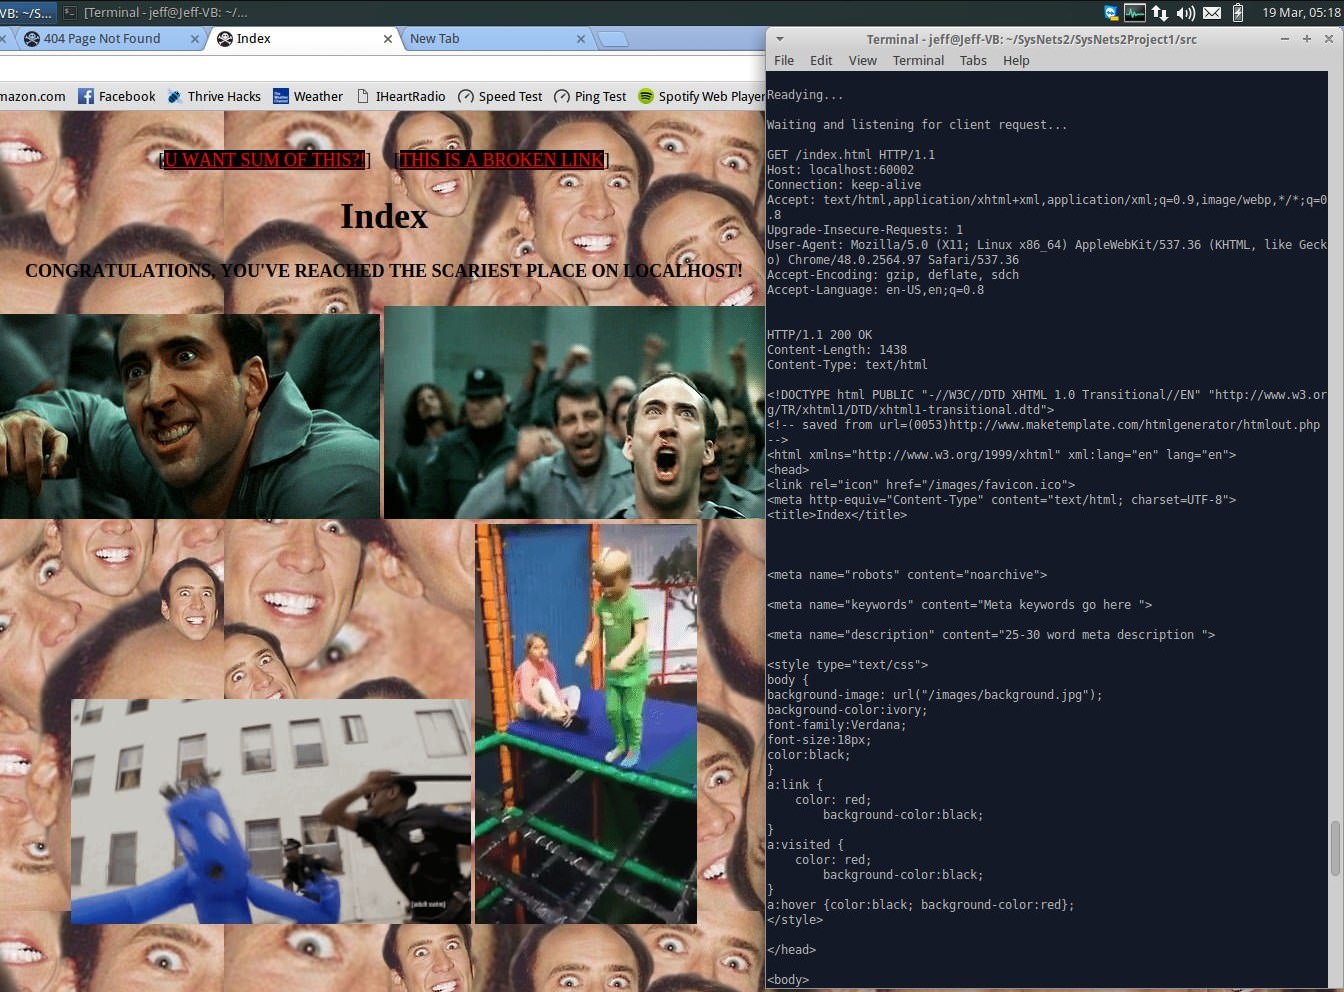 VB: ~/S...
[Terminal - jeff@Jeff-VB: ~/...
19 Mar, 05:18
404 Page Not Found
Index
New Tab
mazon.com
Facebook
Thrive Hacks
Weather
IHeartRadio
Speed Test
Ping Test
Spotify Web Player
[U WANT SUM OF THIS?!]
[THIS IS A BROKEN LINK]
Index
CONGRATULATIONS, YOU'VE REACHED THE SCARIEST PLACE ON LOCALHOST!
[adult swim]
Terminal - jeff@Jeff-VB: ~/SysNets2/SysNets2Project1/src
File Edit View Terminal Tabs Help
Readying...
Waiting and listening for client request...
GET /index.html HTTP/1.1
Host: localhost:60002
Connection: keep-alive
Accept: text/html,application/xhtml+xml,application/xml;q=0.9,image/webp,*/*;q=0
.8
Upgrade-Insecure-Requests: 1
User-Agent: Mozilla/5.0 (X11; Linux x86_64) AppleWebKit/537.36 (KHTML, like Geck
o) Chrome/48.0.2564.97 Safari/537.36
Accept-Encoding: gzip, deflate, sdch
Accept-Language: en-US,en;q=0.8
HTTP/1.1 200 OK
Content-Length: 1438
Content-Type: text/html
<!DOCTYPE html PUBLIC "-//W3C//DTD XHTML 1.0 Transitional//EN" "http://www.w3.or
g/TR/xhtml1/DTD/xhtml1-transitional.dtd">
<!-- saved from url=(0053)http://www.maketemplate.com/htmlgenerator/htmlout.php
-->
<html xmlns="http://www.w3.org/1999/xhtml" xml:lang="en" lang="en">
<head>
<link rel="icon" href="/images/favicon.ico">
<meta http-equiv="Content-Type" content="text/html; charset=UTF-8">
<title>Index</title>
<meta name="robots" content="noarchive">
<meta name="keywords" content="Meta keywords go here ">
<meta name="description" content="25-30 word meta description ">
<style type="text/css">
body {
background-image: url("/images/background.jpg");
background-color:ivory;
font-family:Verdana;
font-size:18px;
color:black;
}
a:link {
color: red;
background-color:black;
}
a:visited {
color: red;
background-color:black;
}
a:hover {color:black; background-color:red};
</style>
</head>
<body>